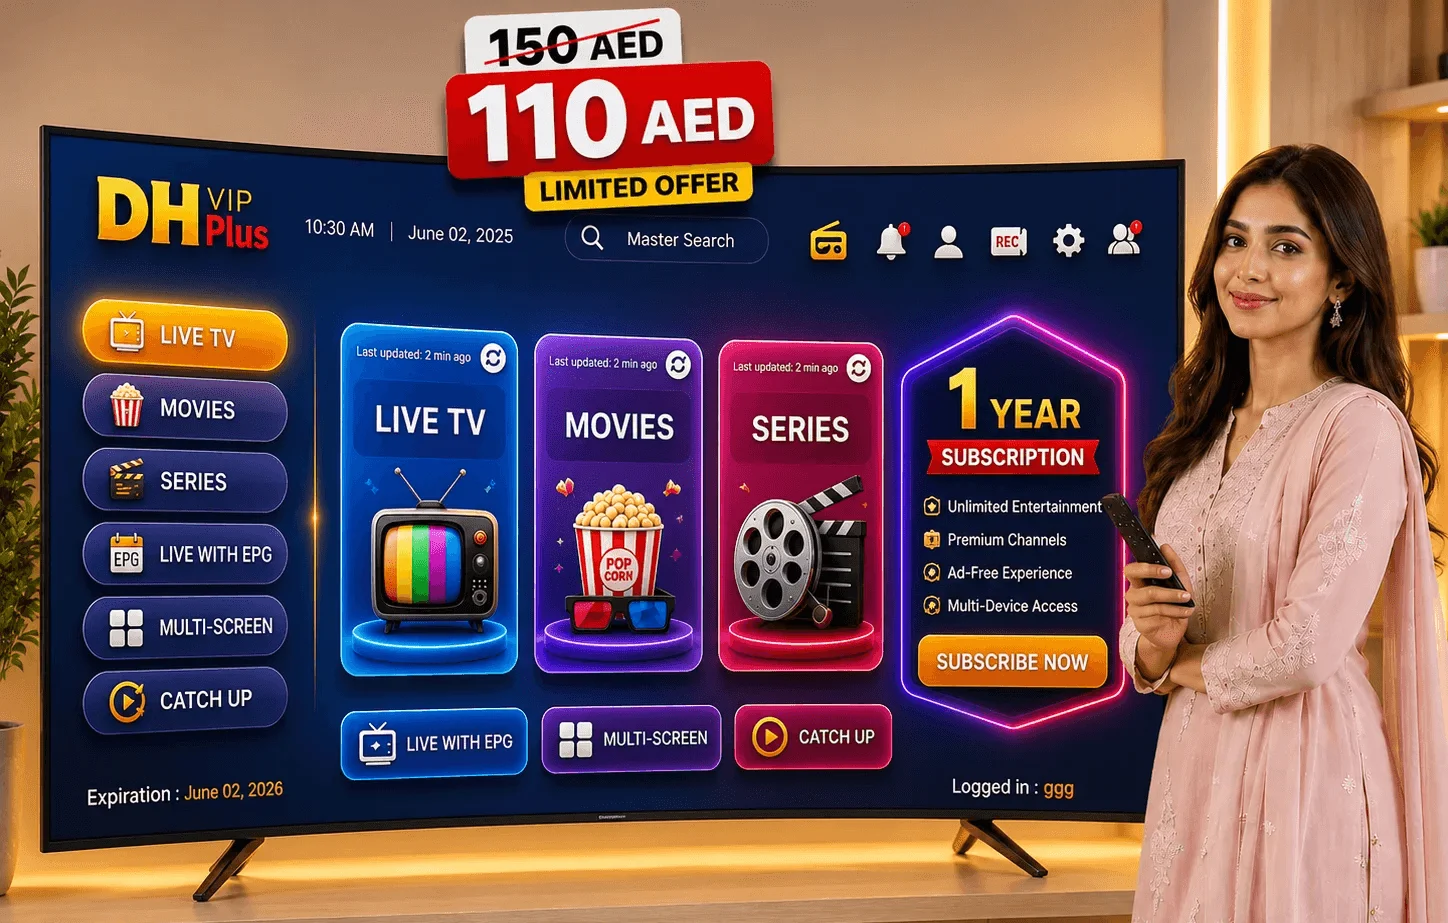 150 AED
110 AED
LIMITED OFFER
DH VIP
Plus
10:30 AM | June 02, 2025
Master Search
REC
LIVE TV
MOVIES
SERIES
EPG
LIVE WITH EPG
MULTI-SCREEN
CATCH UP
Expiration : June 02, 2026
Last updated: 2 min ago
LIVE TV
Last updated: 2 min ago
MOVIES
POP
CORN
Last updated: 2 min ago
SERIES
LIVE WITH EPG
MULTI-SCREEN
CATCH UP
1 YEAR
SUBSCRIPTION
Unlimited Entertainment
Premium Channels
Ad-Free Experience
Multi-Device Access
SUBSCRIBE NOW
Logged in : ggg